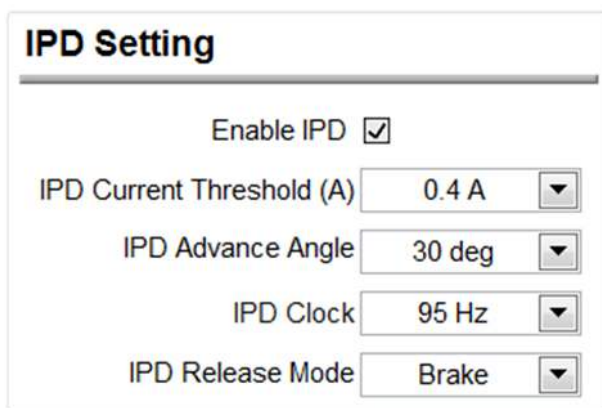 IPD Setting
Enable IPD
IPD Current Threshold (A) 0.4 A
IPD Advance Angle 30 deg
IPD Clock 95 Hz
IPD Release Mode Brake